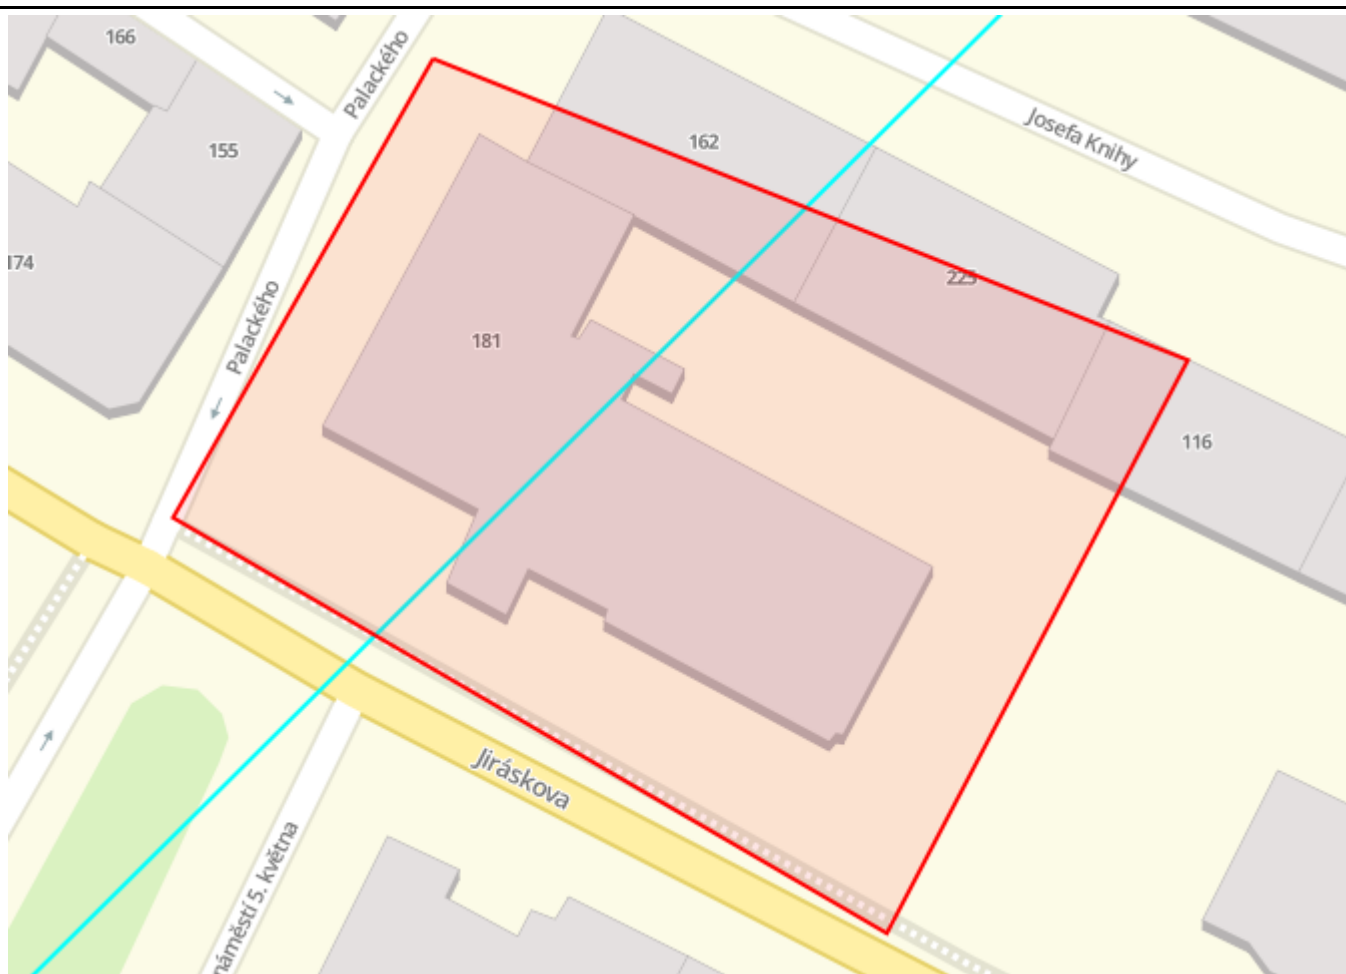 166
Palackého
Josefa Knihy
162
155
174
225
Palackého
181
116
Jiráskova
náměstí 5. května